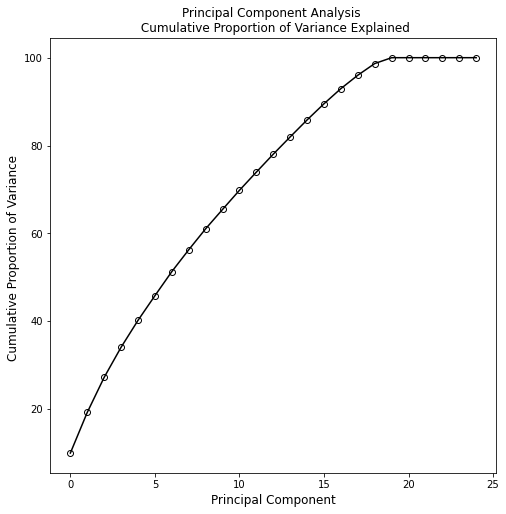 Principal Component Analysis
Cumulative Proportion of Variance Explained
Cumulative Proportion of Variance
100
80
60
40
20
0 5 10 15 20 25
Principal Component